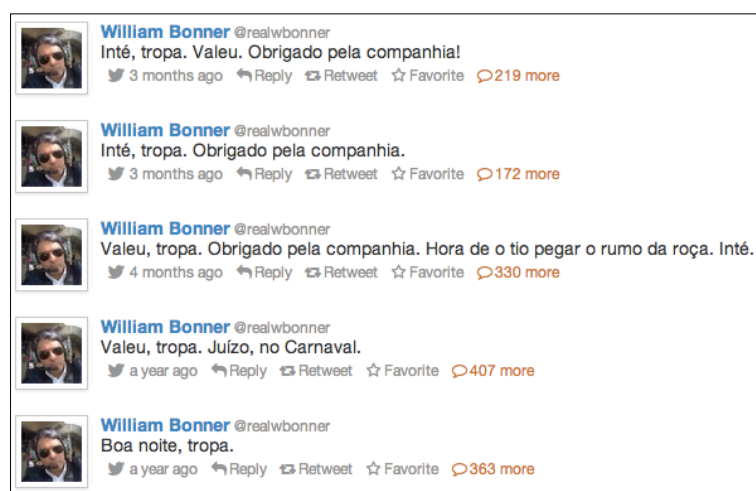 William Bonner @realwbonner
Inté, tropa. Valeu. Obrigado pela companhia!
3 months ago Reply Retweet Favorite 219 more
William Bonner @realwbonner
Inté, tropa. Obrigado pela companhia.
3 months ago Reply Retweet Favorite 172 more
William Bonner @realwbonner
Valeu, tropa. Obrigado pela companhia. Hora de o tio pegar o rumo da roça. Inté.
4 months ago Reply Retweet Favorite 330 more
William Bonner @realwbonner
Valeu, tropa. Juízo, no Carnaval.
a year ago Reply Retweet Favorite 407 more
William Bonner @realwbonner
Boa noite, tropa.
a year ago Reply Retweet Favorite 363 more